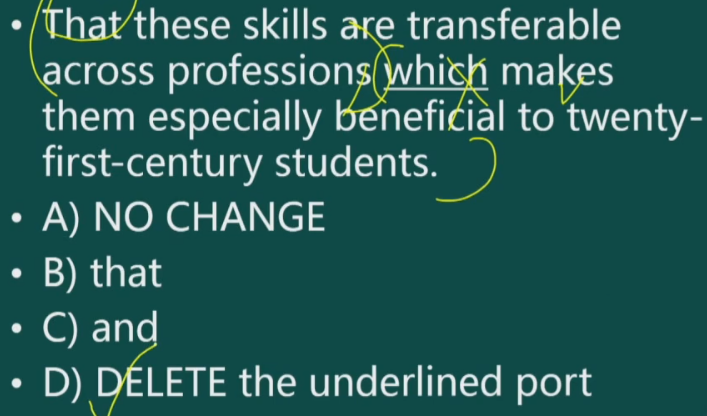 • That these skills are transferable
across professions which makes
them especially beneficial to twenty-
first-century students.
• A) NO CHANGE
• B) that
• C) and
• D) DELETE the underlined port